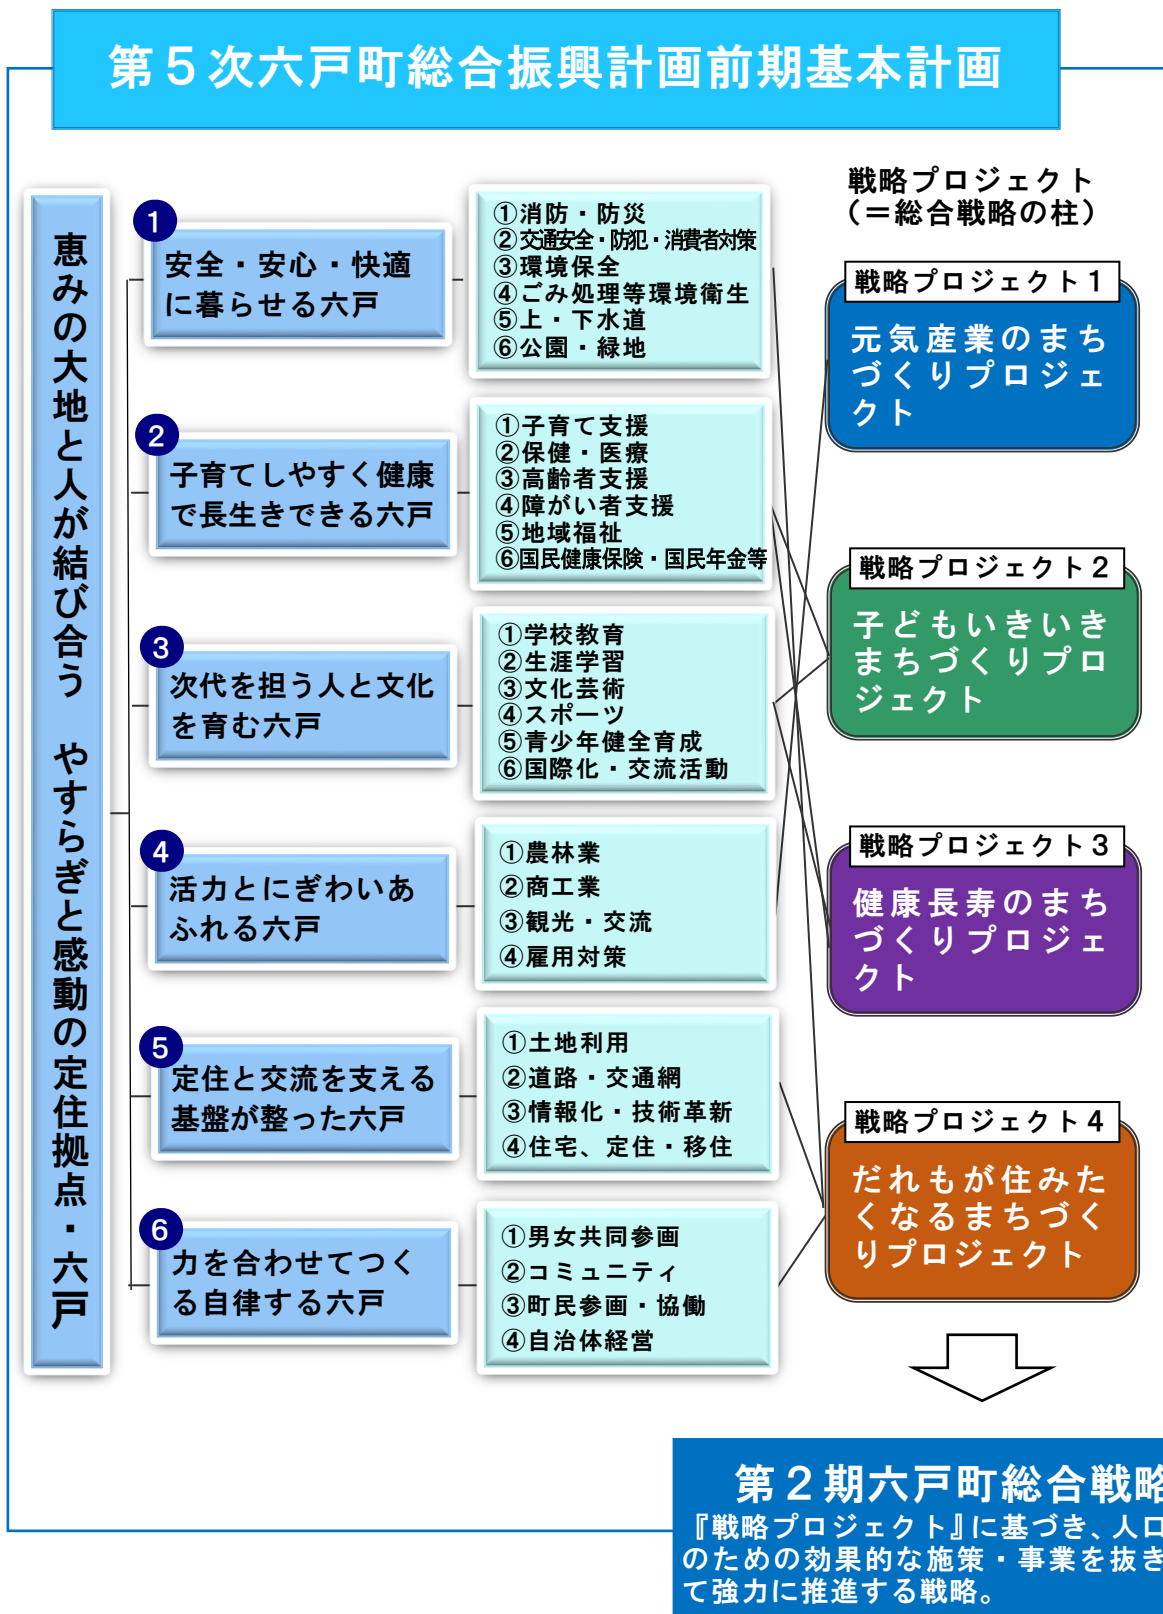 第５次六戸町総合振興計画前期基本計画
恵みの大地と人が結び合う　やすらぎと感動の定住拠点・六戸
1
安全・安心・快適
に暮らせる六戸
①消防・防災
②交通安全・防犯・消費者対策
③環境保全
④ごみ処理等環境衛生
⑤上・下水道
⑥公園・緑地
2
子育てしやすく健康
で長生きできる六戸
①子育て支援
②保健・医療
③高齢者支援
④障がい者支援
⑤地域福祉
⑥国民健康保険・国民年金等
3
次代を担う人と文化
を育む六戸
①学校教育
②生涯学習
③文化芸術
④スポーツ
⑤青少年健全育成
⑥国際化・交流活動
4
活力とにぎわいあ
ふれる六戸
①農林業
②商工業
③観光・交流
④雇用対策
5
定住と交流を支える
基盤が整った六戸
①土地利用
②道路・交通網
③情報化・技術革新
④住宅、定住・移住
6
力を合わせてつく
る自律する六戸
①男女共同参画
②コミュニティ
③町民参画・協働
④自治体経営
戦略プロジェクト
（＝総合戦略の柱）
戦略プロジェクト１
元気産業のまち
づくりプロジェ
クト
戦略プロジェクト２
子どもいきいき
まちづくりプロ
ジェクト
戦略プロジェクト３
健康長寿のまち
づくりプロジェ
クト
戦略プロジェクト４
だれもが住みた
くなるまちづく
りプロジェクト
第２期六戸町総合戦略
『戦略プロジェクト』に基づき、人口
のための効果的な施策・事業を抜き
て強力に推進する戦略。